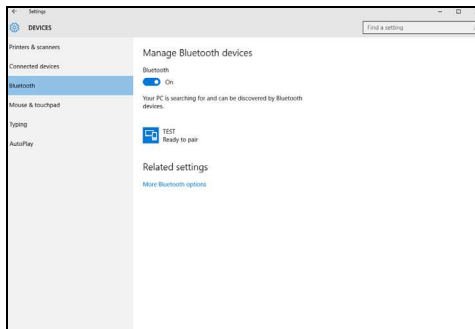 Settings
DEVICES
Find a setting
Printers & scanners
Connected devices
Bluetooth
Mouse & touchpad
Typing
AutoPlay
Manage Bluetooth devices
Bluetooth
On
Your PC is searching for and can be discovered by Bluetooth
devices.
TEST
Ready to pair
Related settings
More Bluetooth options